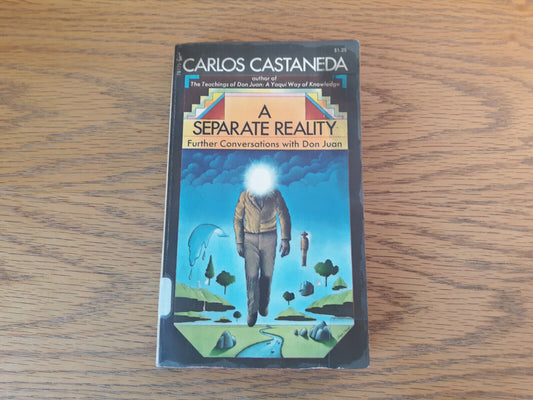 $1.25
CARLOS CASTANEDA
author of
The Teachings of Don Juan: A Yaqui Way of Knowledge
A
SEPARATE REALITY
Further Conversations with Don Juan